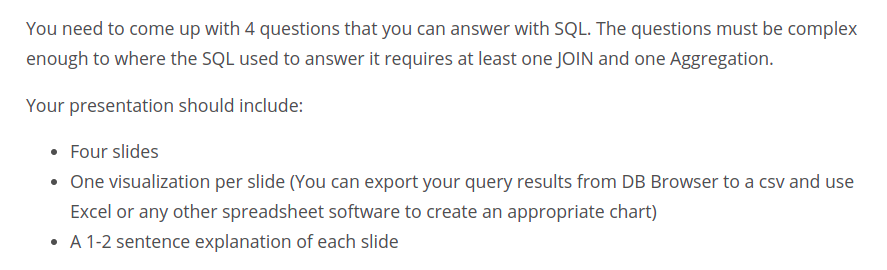 You need to come up with 4 questions that you can answer with SQL. The questions must be complex
enough to where the SQL used to answer it requires at least one JOIN and one Aggregation.
Your presentation should include:
• Four slides
• One visualization per slide (You can export your query results from DB Browser to a csv and use
Excel or any other spreadsheet software to create an appropriate chart)
• A 1-2 sentence explanation of each slide